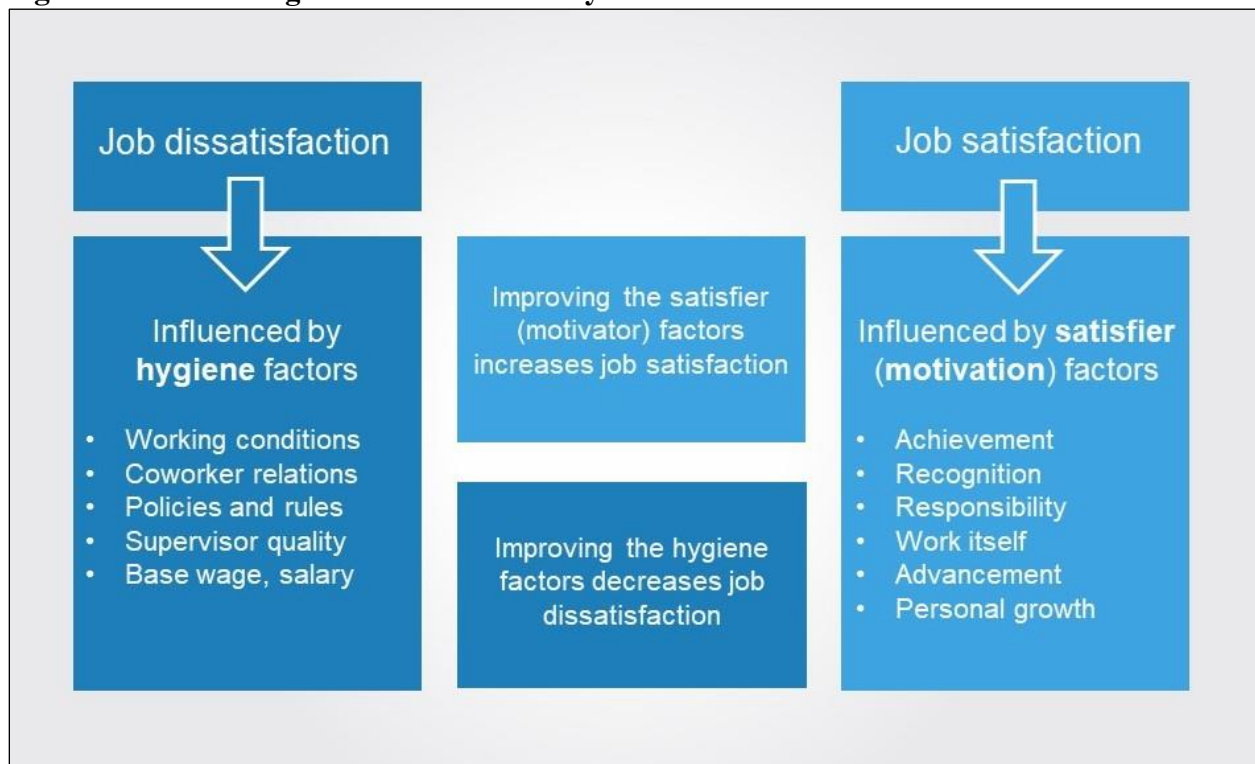 Job dissatisfaction
Influenced by
hygiene factors
• Working conditions
• Coworker relations
• Policies and rules
• Supervisor quality
• Base wage, salary
Improving the satisfier
(motivator) factors
increases job satisfaction
Improving the hygiene
factors decreases job
dissatisfaction
Job satisfaction
Influenced by satisfier
(motivation) factors
• Achievement
• Recognition
• Responsibility
• Work itself
• Advancement
• Personal growth